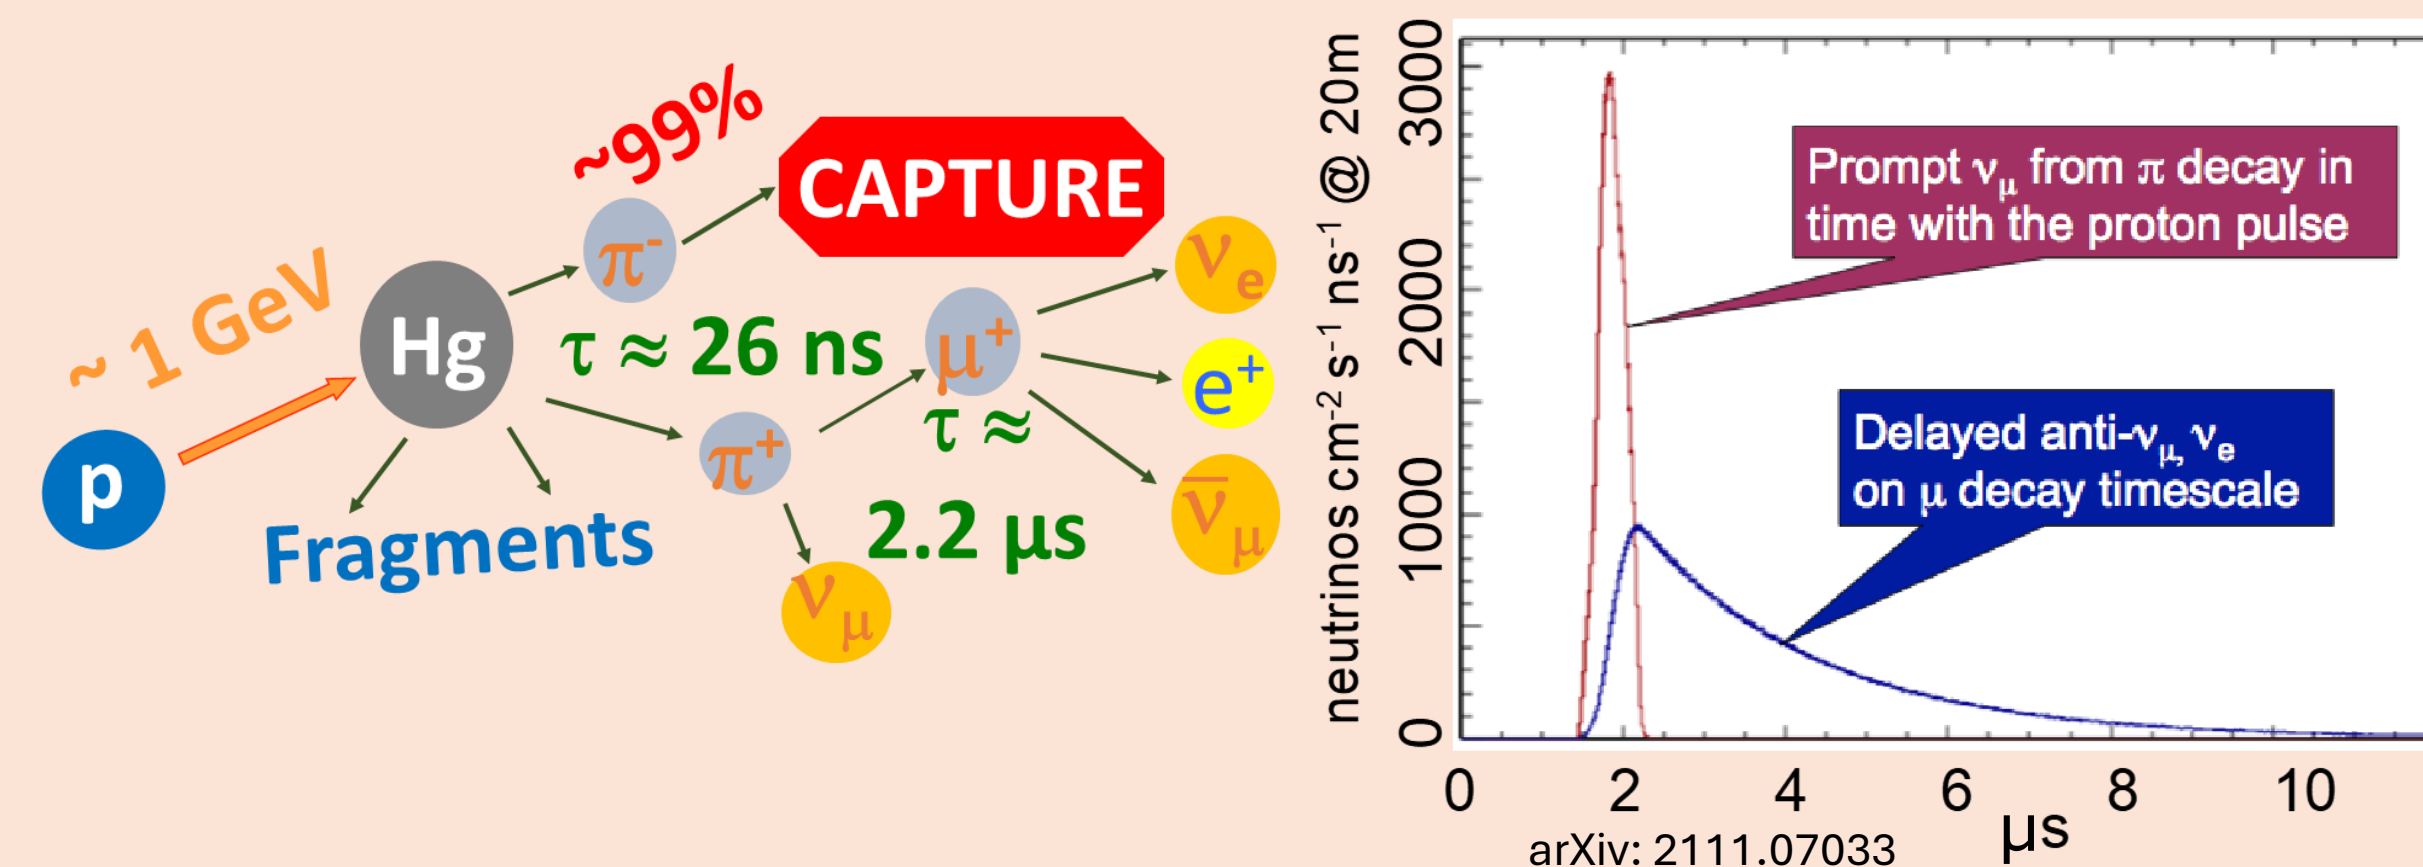 ~99%
CAPTURE
~ 1 GeV
π-
νe
Hg
τ ≈ 26 ns
μ+
e+
τ ≈
p
π+
2.2 μs
ν̅μ
Fragments
νμ
neutrinos cm-2 s-1 ns-1 @ 20m
3000
2000
1000
0
Prompt νμ from π decay in
time with the proton pulse
Delayed anti-νμ, νe
on μ decay timescale
0 2 4 6 8 10
μs
arXiv: 2111.07033